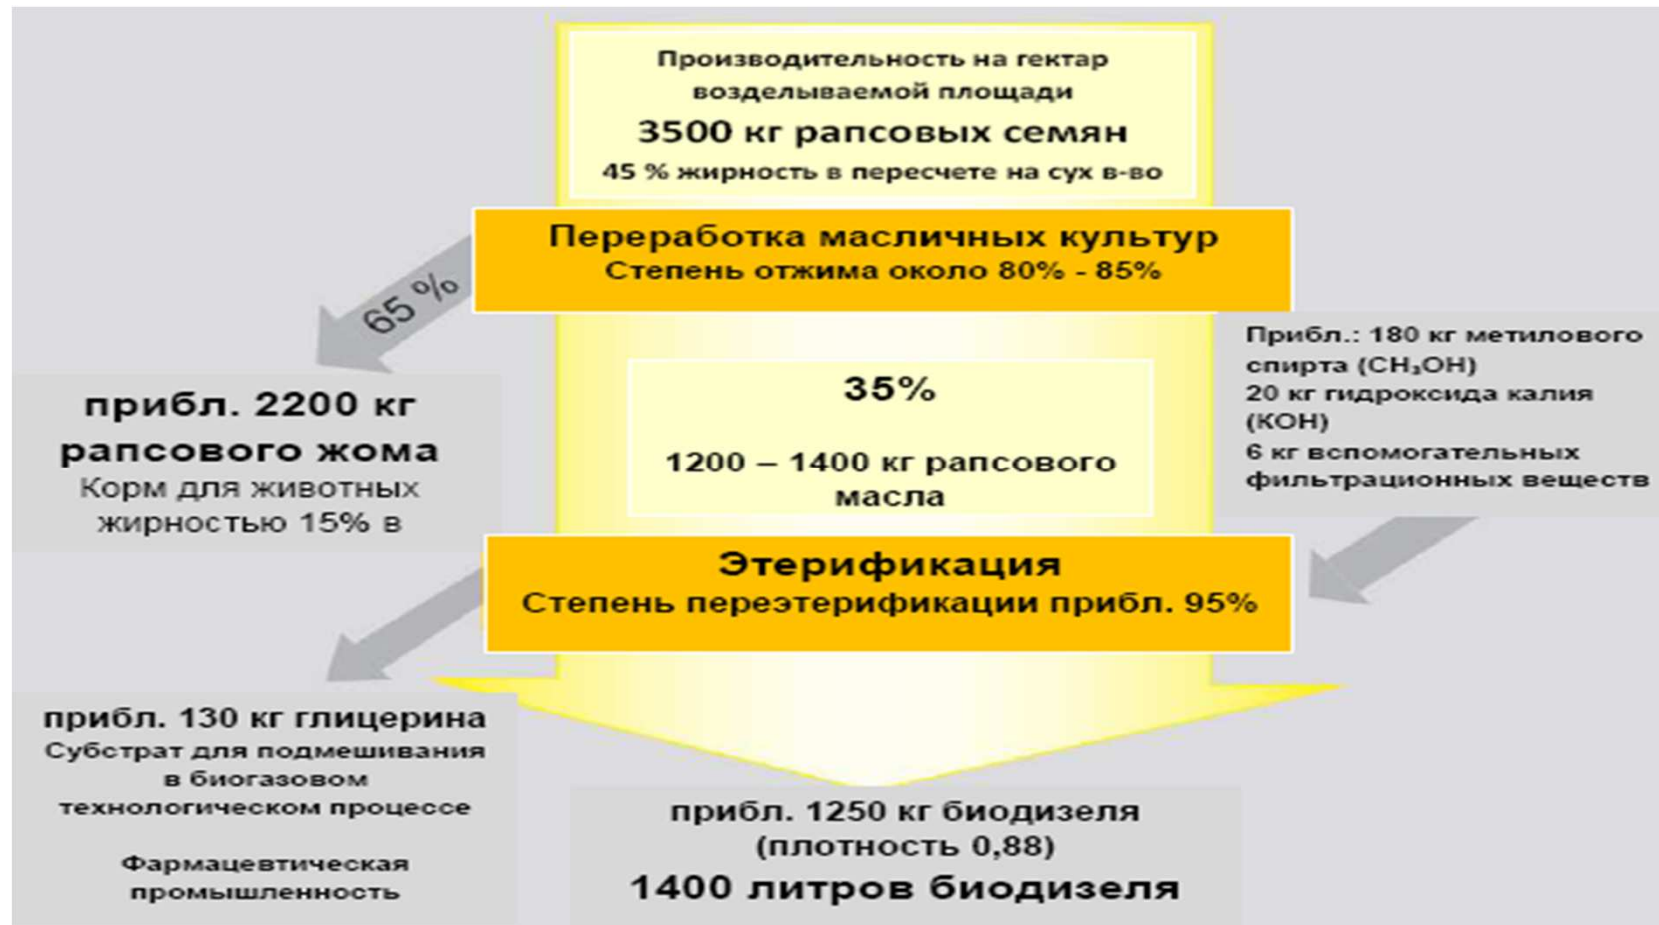 Производительность на гектар
возделываемой площади
3500 кг рапсовых семян
45 % жирность в пересчете на сух в-во
Переработка масличных культур
Степень отжима около 80% - 85%
65 %
прибл. 2200 кг
рапсового жома
Корм для животных
жирностью 15% в
35%
1200 – 1400 кг рапсового
масла
Прибл.: 180 кг метилового
спирта (CH₃OH)
20 кг гидроксида калия
(KOH)
6 кг вспомогательных
фильтрационных веществ
Этерификация
Степень переэтерификации прибл. 95%
прибл. 130 кг глицерина
Субстрат для подмешивания
в биогазовом
технологическом процессе
Фармацевтическая
промышленность
прибл. 1250 кг биодизеля
(плотность 0,88)
1400 литров биодизеля